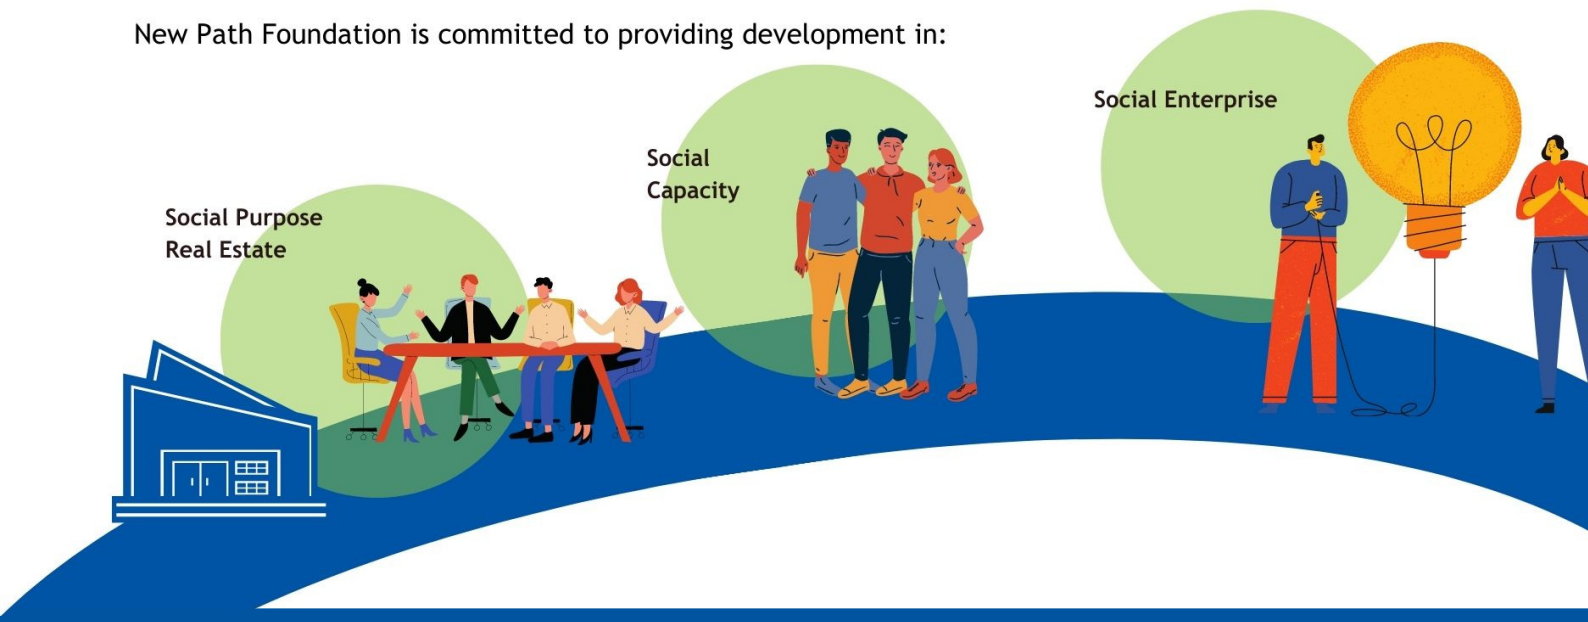 New Path Foundation is committed to providing development in:
Social Purpose
Real Estate
Social
Capacity
Social Enterprise